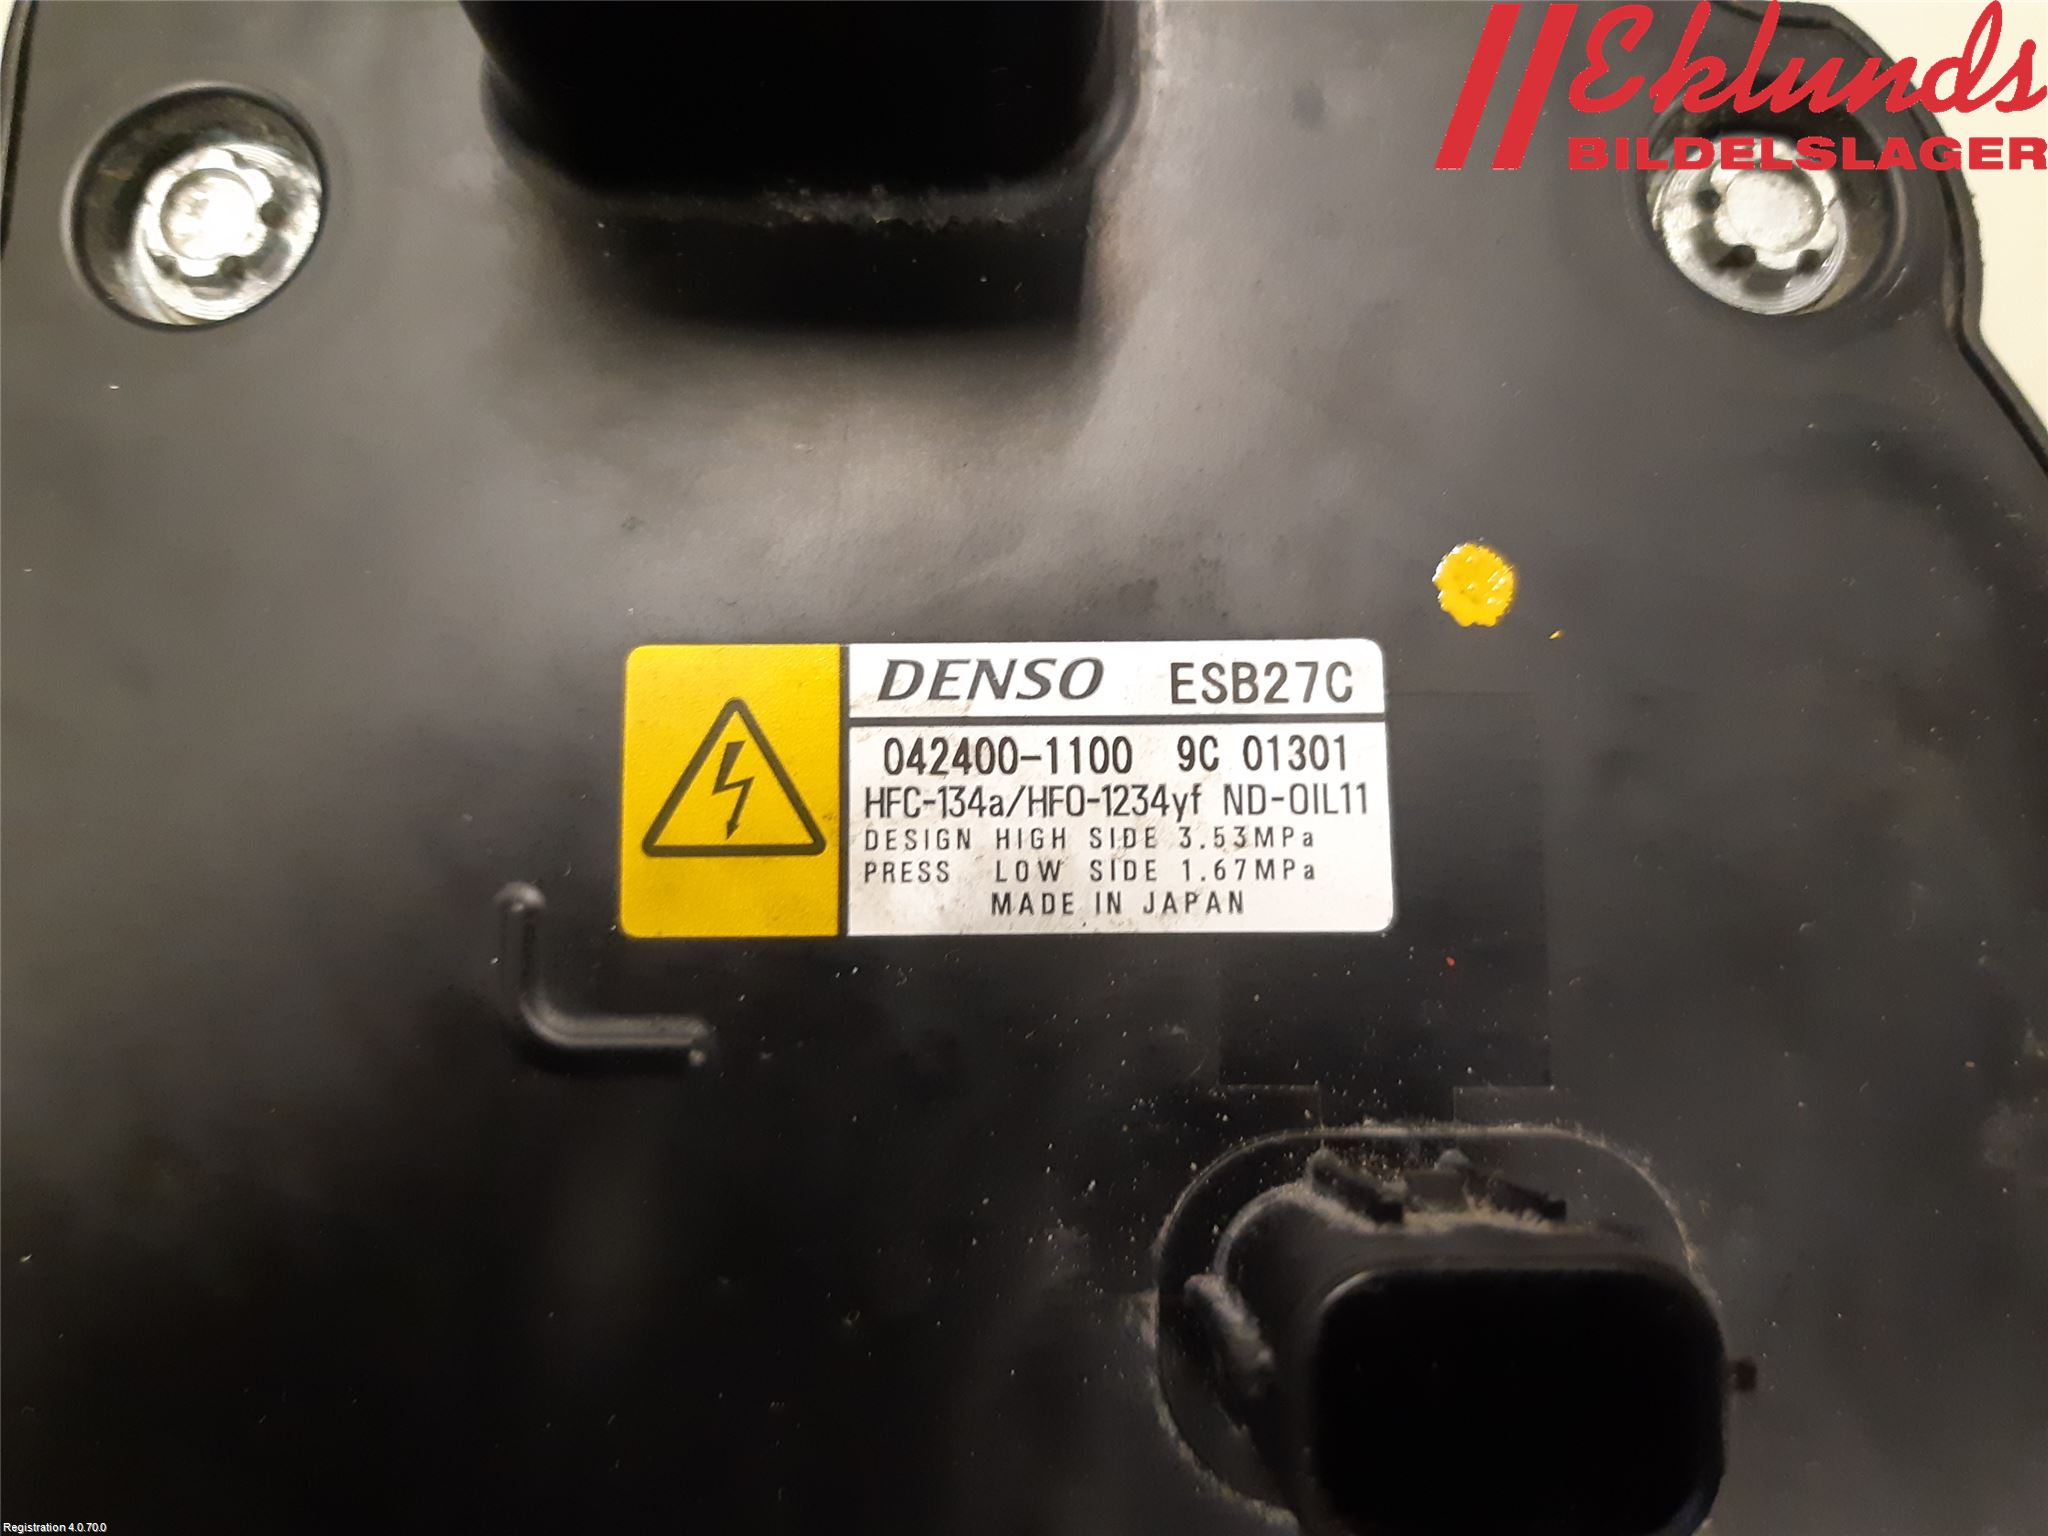 Eklunds
BILDELSLAGER
DENSO ESB27C
042400-1100 9C 01301
HFC-134a/HFO-1234yf ND-OIL11
DESIGN HIGH SIDE 3.53MPa
PRESS LOW SIDE 1.67MPa
MADE IN JAPAN
Registration 4.0.70.0